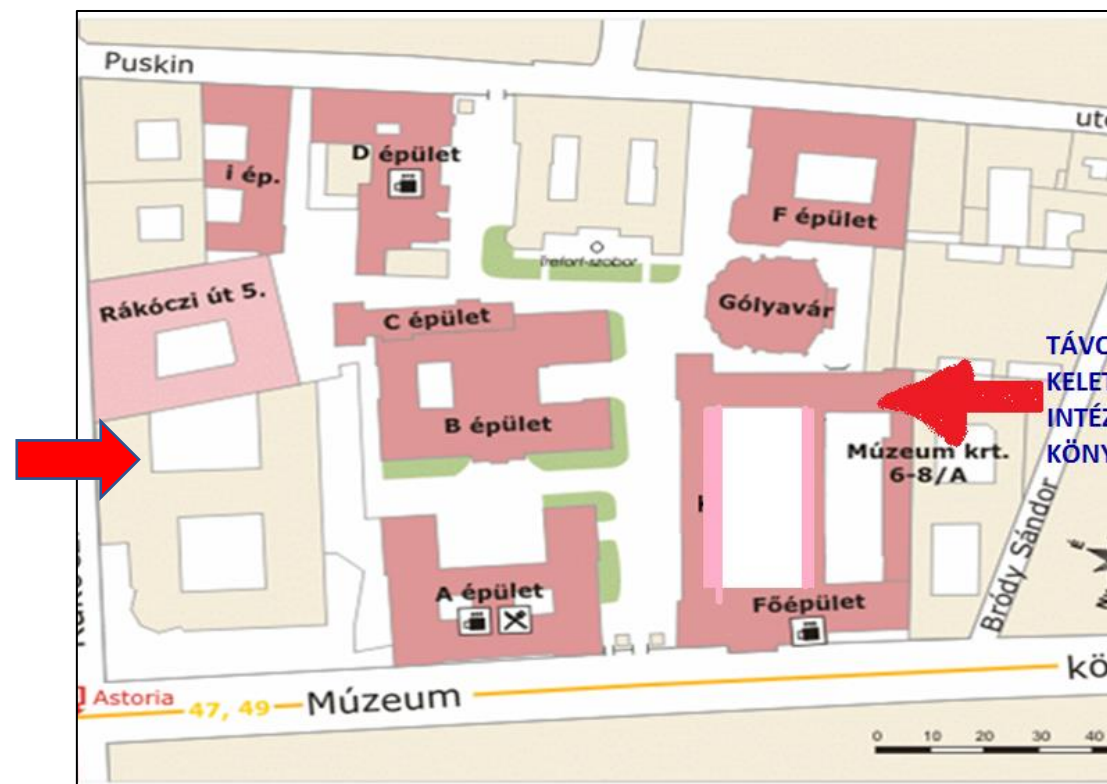 Puskin
utc
D épület
i ép.
F épület
Trefort-szobor
Rákóczi út 5.
Gólyavár
C épület
TÁVO
KELET
INTÉZ
KÖNY
B épület
Múzeum krt.
6-8/A
Bródy Sándor
É
A épület
Főépület
Astoria
47, 49
Múzeum
kö
0 10 20 30 40